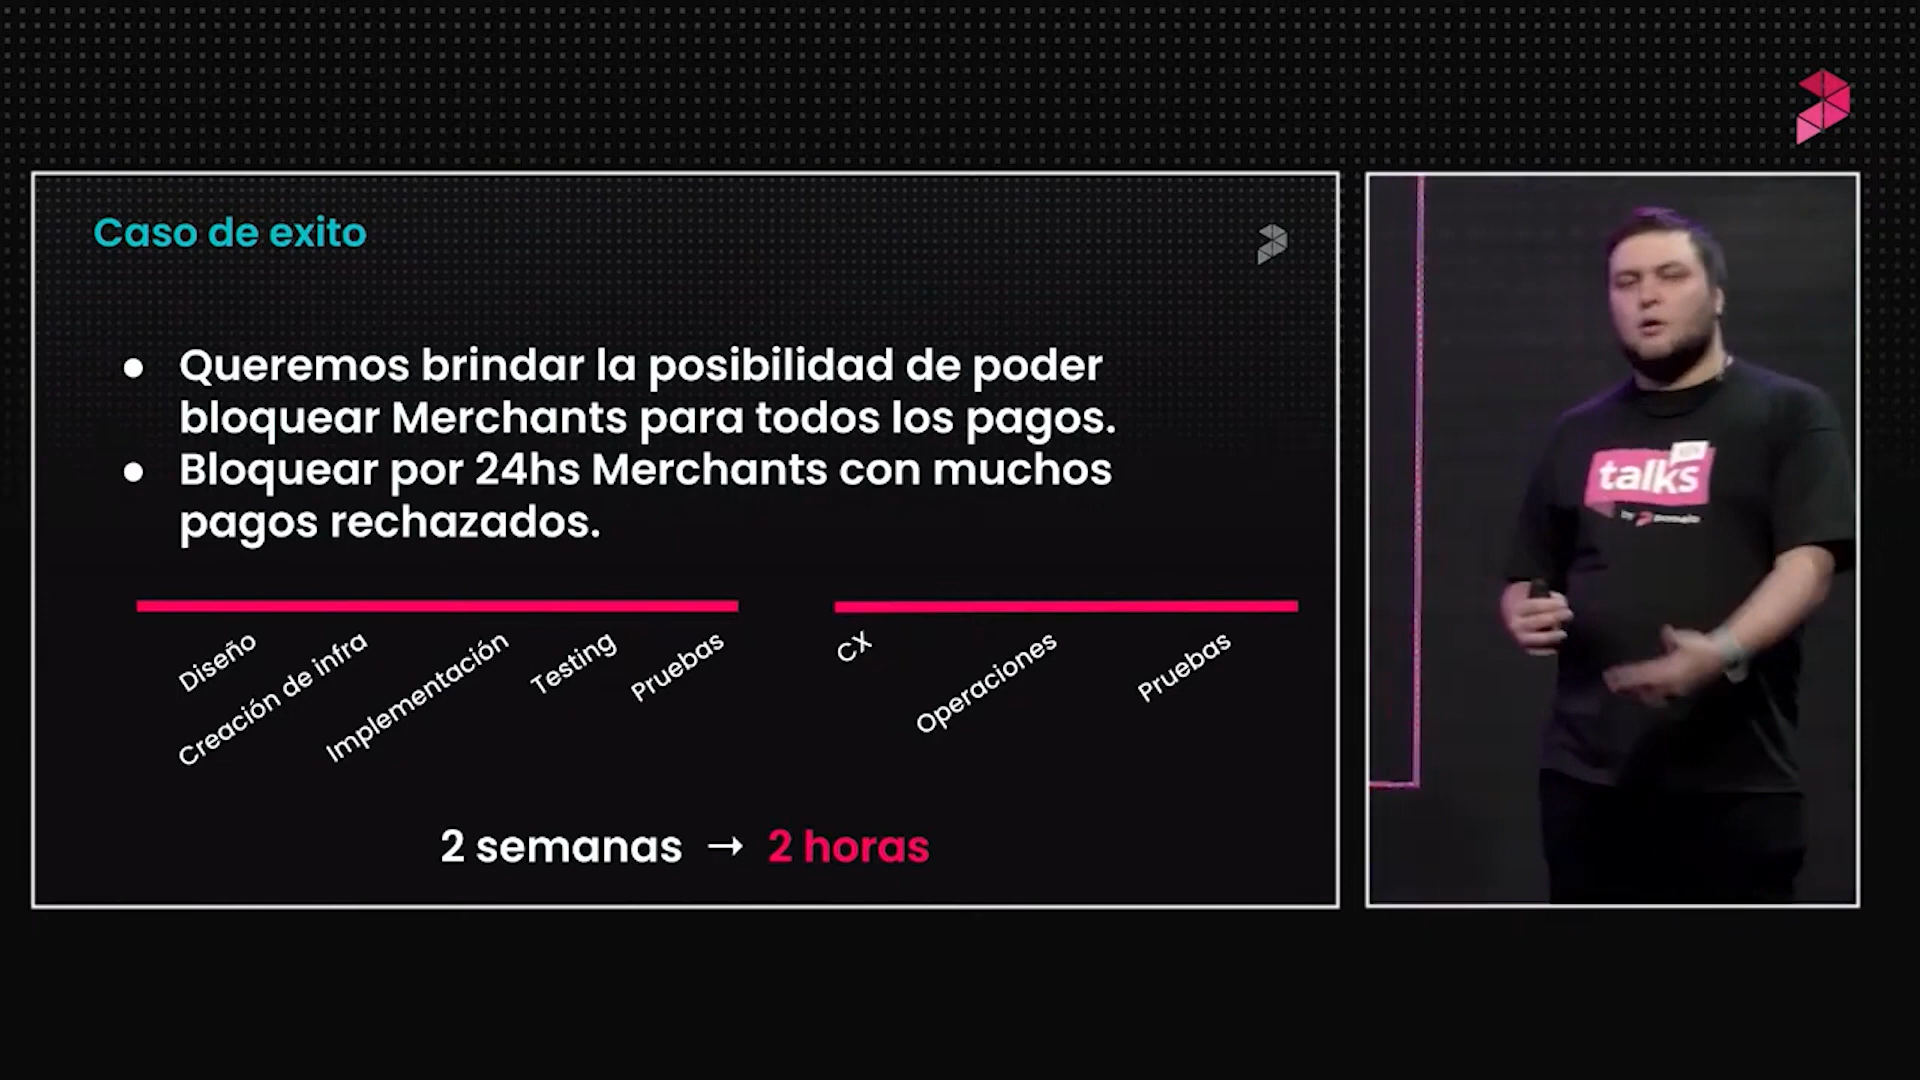 Caso de exito
● Queremos brindar la posibilidad de poder
bloquear Merchants para todos los pagos.
● Bloquear por 24hs Merchants con muchos
pagos rechazados.
Diseño
Creación de infra
Implementación
Testing
Pruebas
CX
Operaciones
Pruebas
2 semanas → 2 horas
talks
by pomelo